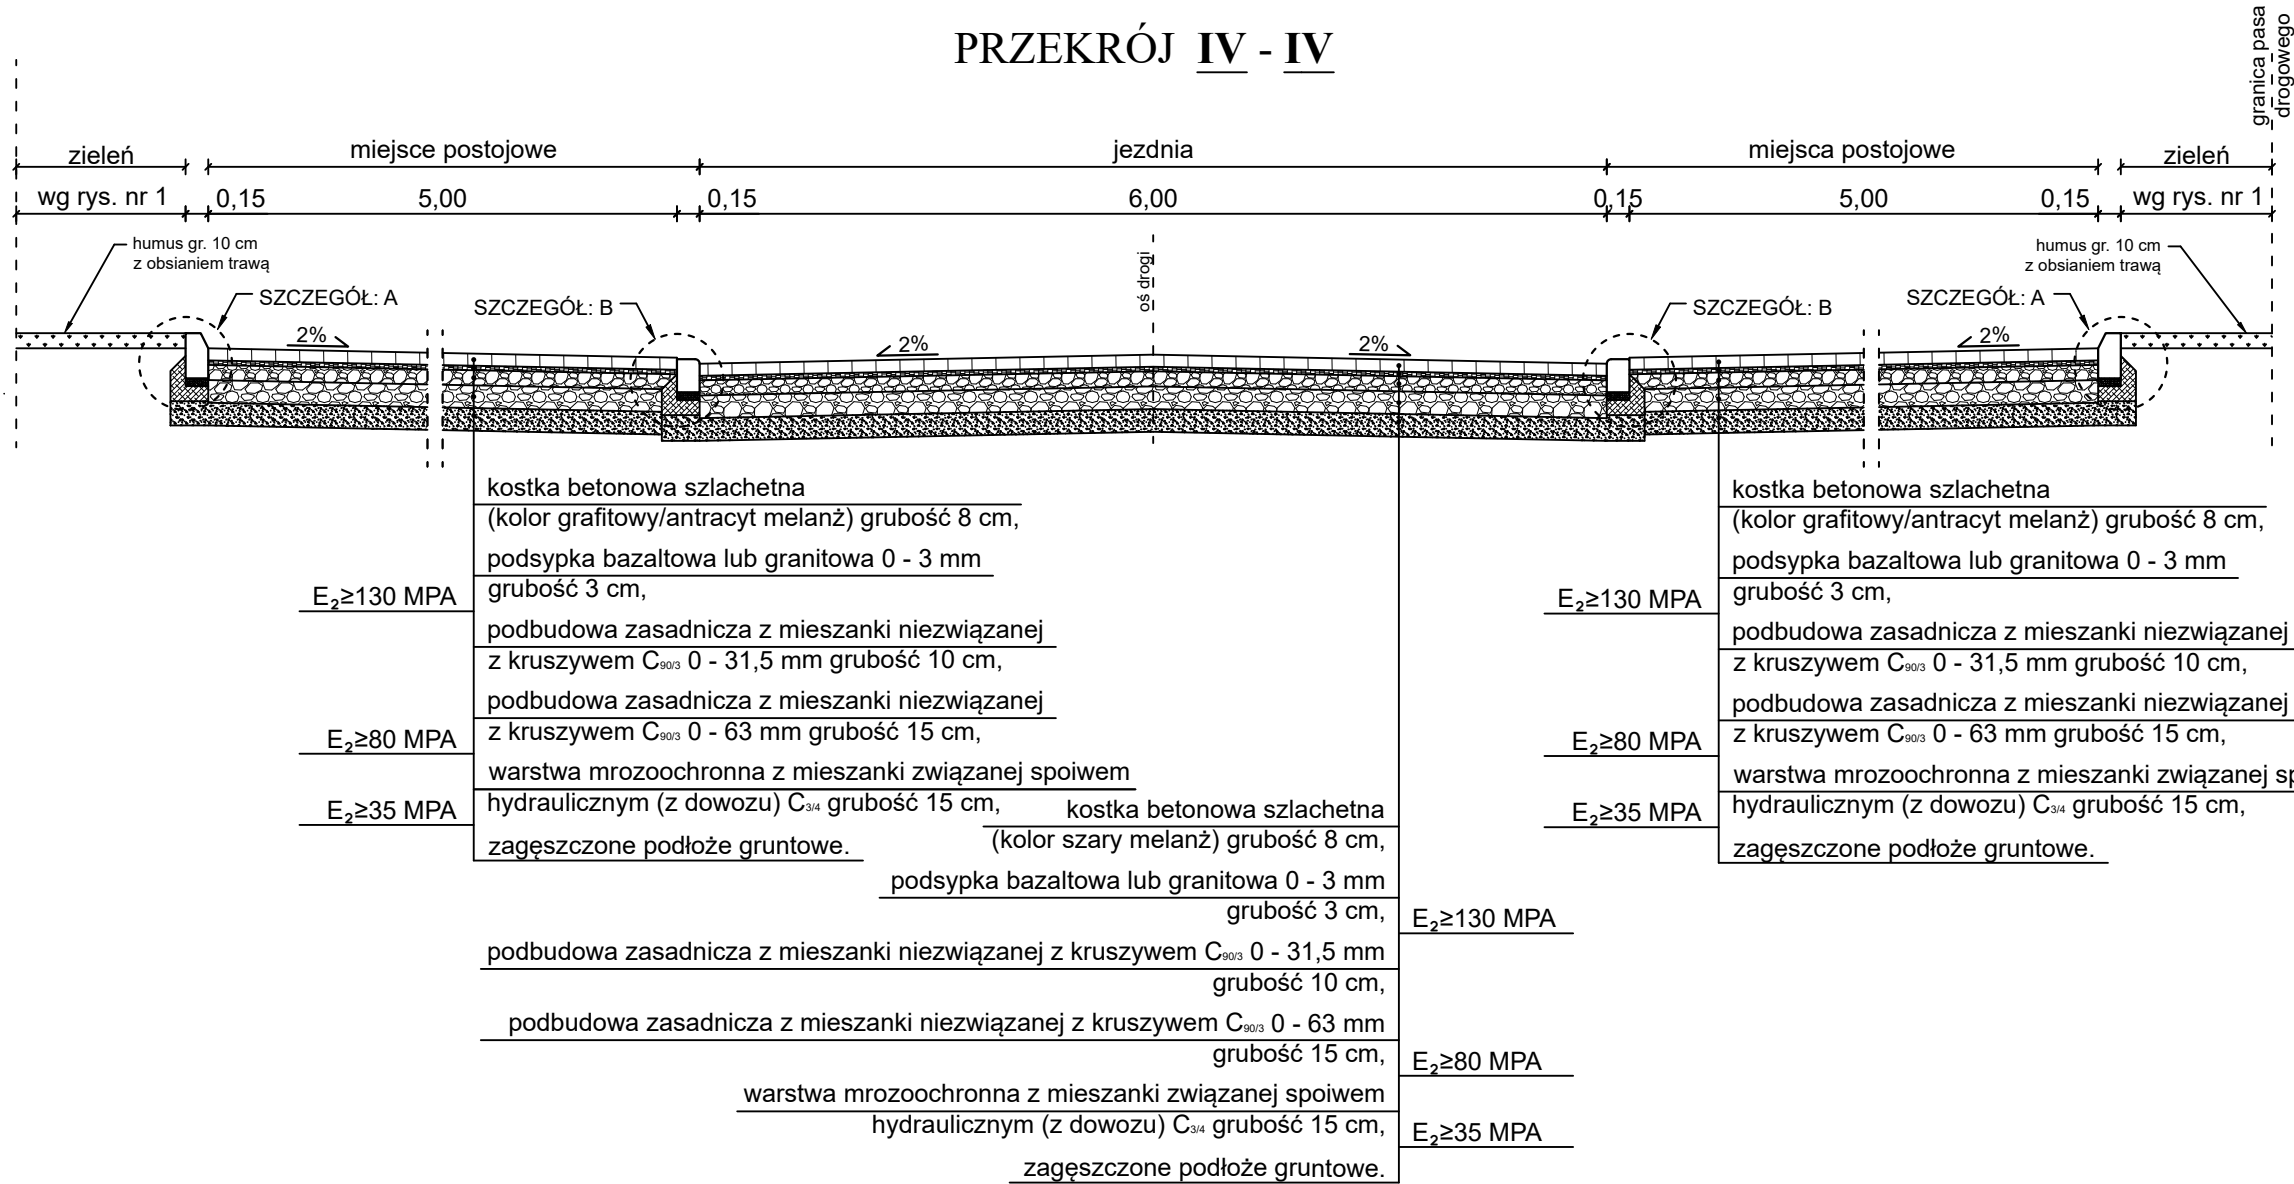 PRZEKRÓJ IV - IV
granica pasa
drogowego
zieleń
miejsce postojowe
jezdnia
miejsca postojowe
zieleń
wg rys. nr 1
0,15
5,00
0,15
6,00
0,15
5,00
0,15
wg rys. nr 1
humus gr. 10 cm
z obsianiem trawą
SZCZEGÓŁ: A
SZCZEGÓŁ: B
oś drogi
SZCZEGÓŁ: B
SZCZEGÓŁ: A
humus gr. 10 cm
z obsianiem trawą
2%
2%
2%
2%
kostka betonowa szlachetna
(kolor grafitowy/antracyt melanż) grubość 8 cm,
podsypka bazaltowa lub granitowa 0 - 3 mm
grubość 3 cm,
E₂≥130 MPA
podbudowa zasadnicza z mieszanki niezwiązanej
z kruszywem C90/3 0 - 31,5 mm grubość 10 cm,
podbudowa zasadnicza z mieszanki niezwiązanej
z kruszywem C90/3 0 - 63 mm grubość 15 cm,
E₂≥80 MPA
warstwa mrozoochronna z mieszanki związanej spoiwem
hydraulicznym (z dowozu) C3/4 grubość 15 cm,
E₂≥35 MPA
zagęszczone podłoże gruntowe.
kostka betonowa szlachetna
(kolor szary melanż) grubość 8 cm,
podsypka bazaltowa lub granitowa 0 - 3 mm
grubość 3 cm,
E₂≥130 MPA
podbudowa zasadnicza z mieszanki niezwiązanej z kruszywem C90/3 0 - 31,5 mm
grubość 10 cm,
podbudowa zasadnicza z mieszanki niezwiązanej z kruszywem C90/3 0 - 63 mm
grubość 15 cm,
E₂≥80 MPA
warstwa mrozoochronna z mieszanki związanej spoiwem
hydraulicznym (z dowozu) C3/4 grubość 15 cm,
E₂≥35 MPA
zagęszczone podłoże gruntowe.
kostka betonowa szlachetna
(kolor grafitowy/antracyt melanż) grubość 8 cm,
podsypka bazaltowa lub granitowa 0 - 3 mm
grubość 3 cm,
E₂≥130 MPA
podbudowa zasadnicza z mieszanki niezwiązanej
z kruszywem C90/3 0 - 31,5 mm grubość 10 cm,
podbudowa zasadnicza z mieszanki niezwiązanej
z kruszywem C90/3 0 - 63 mm grubość 15 cm,
E₂≥80 MPA
warstwa mrozoochronna z mieszanki związanej
hydraulicznym (z dowozu) C3/4 grubość 15 cm,
E₂≥35 MPA
zagęszczone podłoże gruntowe.